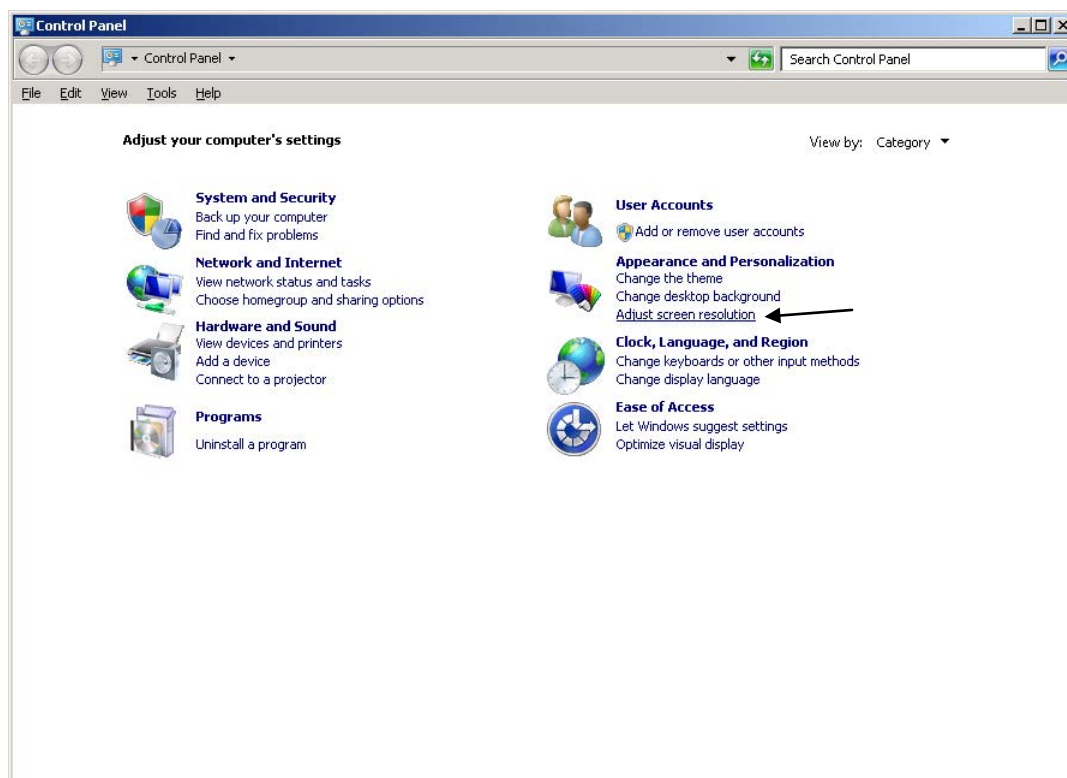 Control Panel
Control Panel
Search Control Panel
File Edit View Tools Help
Adjust your computer's settings
View by: Category
System and Security
Back up your computer
Find and fix problems
Network and Internet
View network status and tasks
Choose homegroup and sharing options
Hardware and Sound
View devices and printers
Add a device
Connect to a projector
Programs
Uninstall a program
User Accounts
Add or remove user accounts
Appearance and Personalization
Change the theme
Change desktop background
Adjust screen resolution
Clock, Language, and Region
Change keyboards or other input methods
Change display language
Ease of Access
Let Windows suggest settings
Optimize visual display